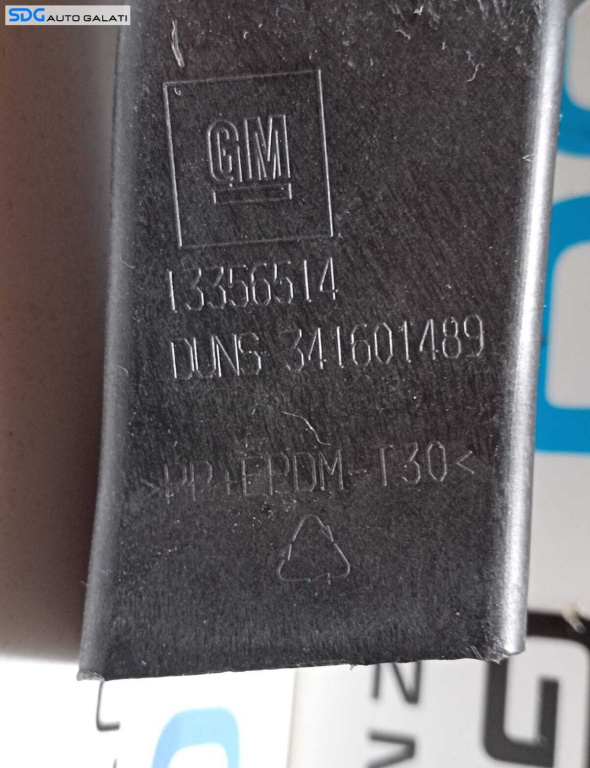 SDG AUTO GALATI
GM
13356514
DUNS 341601489
>PP+EPDM-T30<